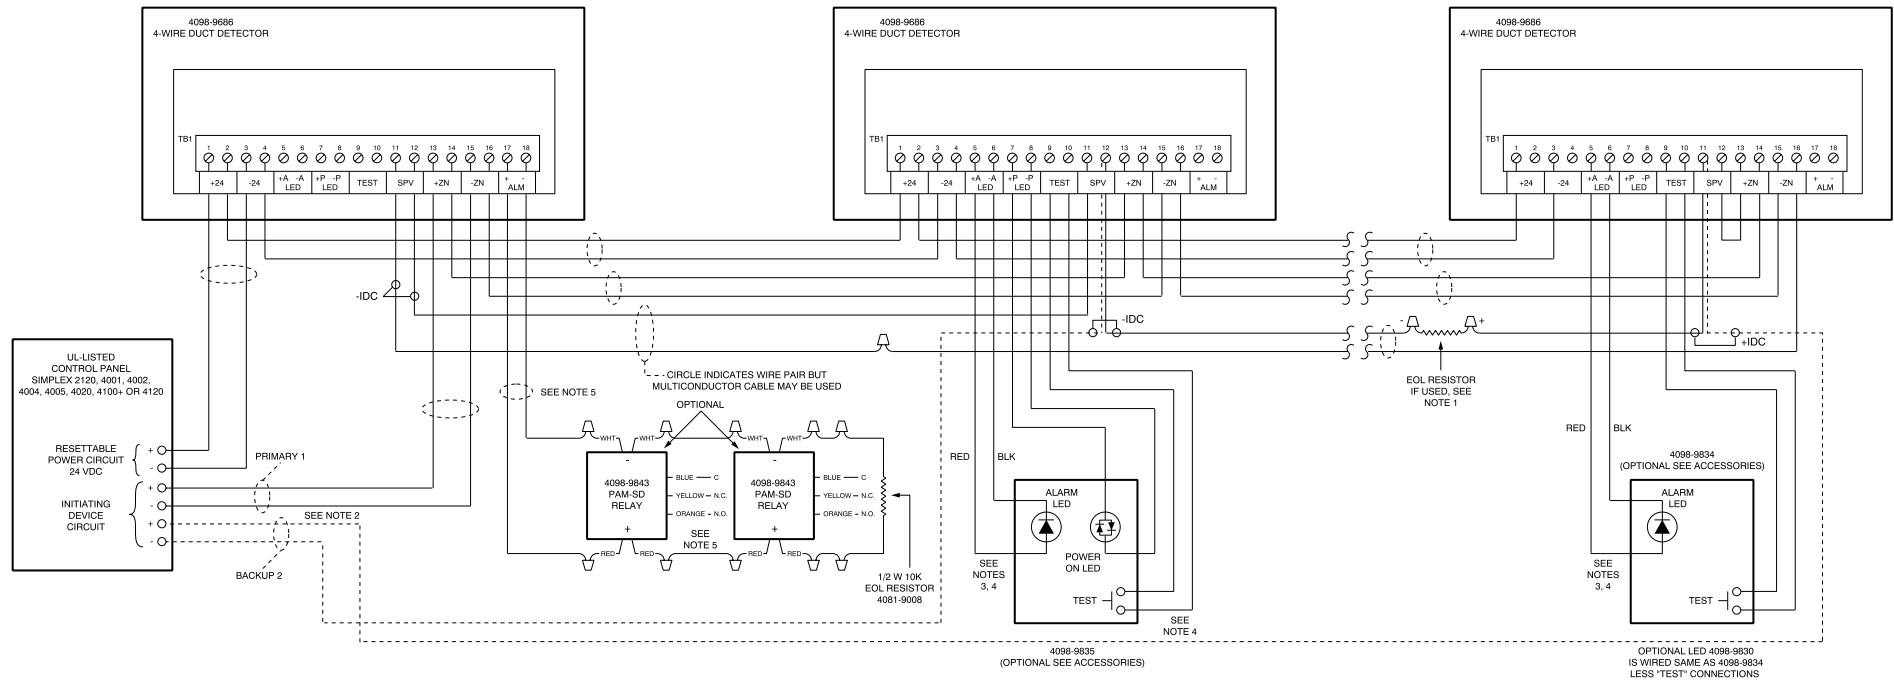 4098-9686
4-WIRE DUCT DETECTOR
TB1
1 2 3 4 5 6 7 8 9 10 11 12 13 14 15 16 17 18
+24 -24 +A -A LED +P -P LED TEST SPV +ZN -ZN + - ALM
4098-9686
4-WIRE DUCT DETECTOR
TB1
1 2 3 4 5 6 7 8 9 10 11 12 13 14 15 16 17 18
+24 -24 +A -A LED +P -P LED TEST SPV +ZN -ZN + - ALM
4098-9686
4-WIRE DUCT DETECTOR
TB1
1 2 3 4 5 6 7 8 9 10 11 12 13 14 15 16 17 18
+24 -24 +A -A LED +P -P LED TEST SPV +ZN -ZN + - ALM
-IDC
-IDC
- +
+IDC
UL-LISTED
CONTROL PANEL
SIMPLEX 2120, 4001, 4002,
4004, 4005, 4020, 4100+ OR 4120
RESETTABLE
POWER CIRCUIT
24 VDC
+
-
INITIATING
DEVICE
CIRCUIT
+
-
+
-
PRIMARY 1
SEE NOTE 2
BACKUP 2
CIRCLE INDICATES WIRE PAIR BUT
MULTICONDUCTOR CABLE MAY BE USED
SEE NOTE 5
OPTIONAL
WHT WHT WHT WHT
-
4098-9843
PAM-SD
RELAY
+
BLUE C
YELLOW N.C.
ORANGE N.O.
SEE
NOTE 5
-
4098-9843
PAM-SD
RELAY
+
BLUE C
YELLOW N.C.
ORANGE N.O.
RED RED RED RED
1/2 W 10K
EOL RESISTOR
4081-9008
EOL RESISTOR
IF USED, SEE
NOTE 1
RED BLK
ALARM
LED
POWER
ON LED
SEE
NOTES
3, 4
TEST
SEE
NOTE 4
4098-9835
(OPTIONAL SEE ACCESSORIES)
RED BLK
4098-9834
(OPTIONAL SEE ACCESSORIES)
ALARM
LED
SEE
NOTES
3, 4
TEST
OPTIONAL LED 4098-9830
IS WIRED SAME AS 4098-9834
LESS "TEST" CONNECTIONS